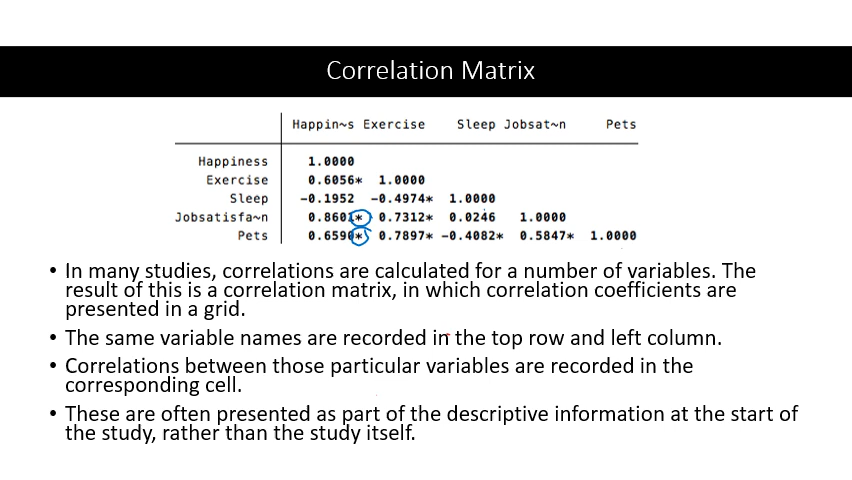 Correlation Matrix
Happin~s Exercise Sleep Jobsat~n Pets
Happiness 1.0000
Exercise 0.6056* 1.0000
Sleep -0.1952 -0.4974* 1.0000
Jobsatisfa~n 0.8601* 0.7312* 0.0246 1.0000
Pets 0.6590* 0.7897* -0.4082* 0.5847* 1.0000
• In many studies, correlations are calculated for a number of variables. The
result of this is a correlation matrix, in which correlation coefficients are
presented in a grid.
• The same variable names are recorded in the top row and left column.
• Correlations between those particular variables are recorded in the
corresponding cell.
• These are often presented as part of the descriptive information at the start of
the study, rather than the study itself.